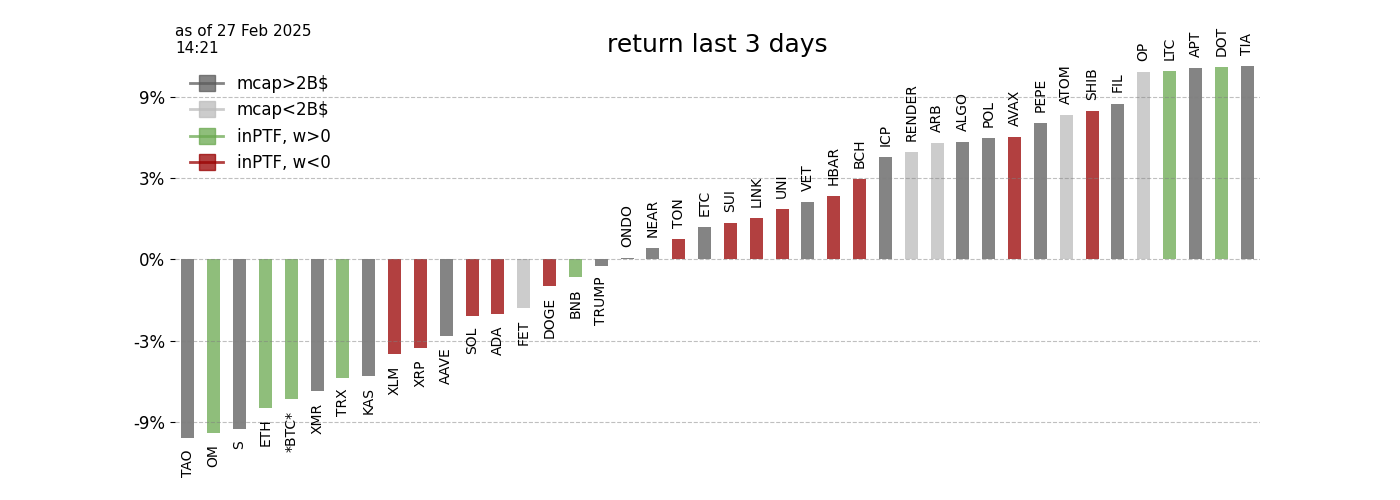 as of 27 Feb 2025
14:21
return last 3 days
mcap>2B$
mcap<2B$
inPTF, w>0
inPTF, w<0
9%
3%
0%
-3%
-9%
TAO
OM
S
ETH
*BTC*
XMR
TRX
KAS
XLM
XRP
AAVE
SOL
ADA
FET
DOGE
BNB
TRUMP
ONDO
NEAR
TON
ETC
SUI
LINK
UNI
VET
HBAR
BCH
ICP
RENDER
ARB
ALGO
POL
AVAX
PEPE
ATOM
SHIB
FIL
OP
LTC
APT
DOT
TIA